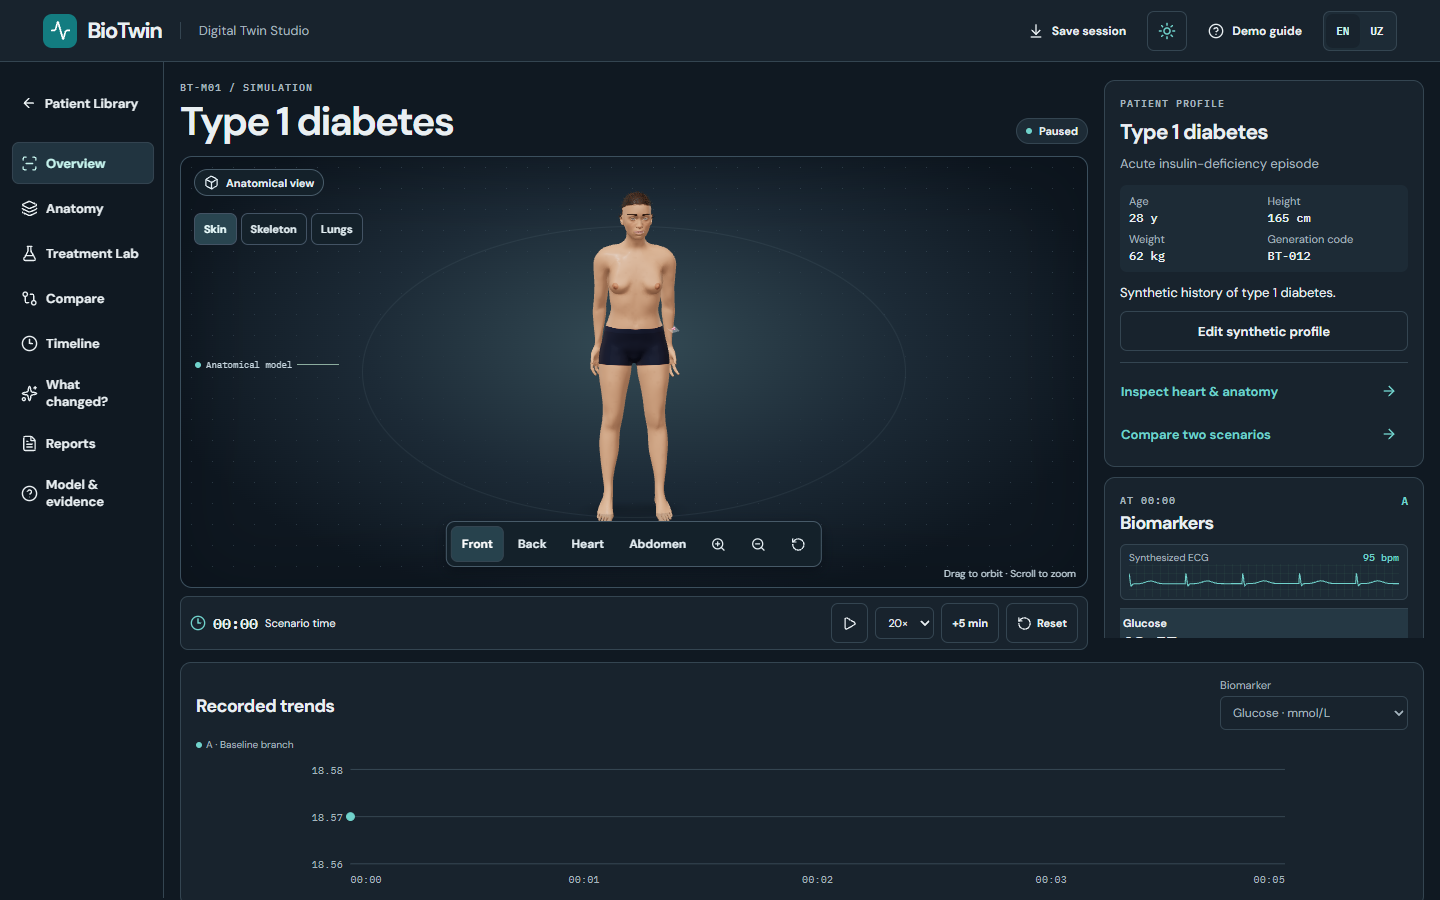 BioTwin
Digital Twin Studio
Save session
Demo guide
EN
UZ
Patient Library
Overview
Anatomy
Treatment Lab
Compare
Timeline
What
changed?
Reports
Model &
evidence
BT-M01 / SIMULATION
Type 1 diabetes
Paused
Anatomical view
Skin
Skeleton
Lungs
Anatomical model
Front
Back
Heart
Abdomen
Drag to orbit · Scroll to zoom
00:00 Scenario time
20×
+5 min
Reset
PATIENT PROFILE
Type 1 diabetes
Acute insulin-deficiency episode
Age
28 y
Height
165 cm
Weight
62 kg
Generation code
BT-012
Synthetic history of type 1 diabetes.
Edit synthetic profile
Inspect heart & anatomy
Compare two scenarios
AT 00:00
A
Biomarkers
Synthesized ECG
95 bpm
Glucose
Recorded trends
Biomarker
Glucose · mmol/L
A · Baseline branch
18.58
18.57
18.56
00:00
00:01
00:02
00:03
00:05